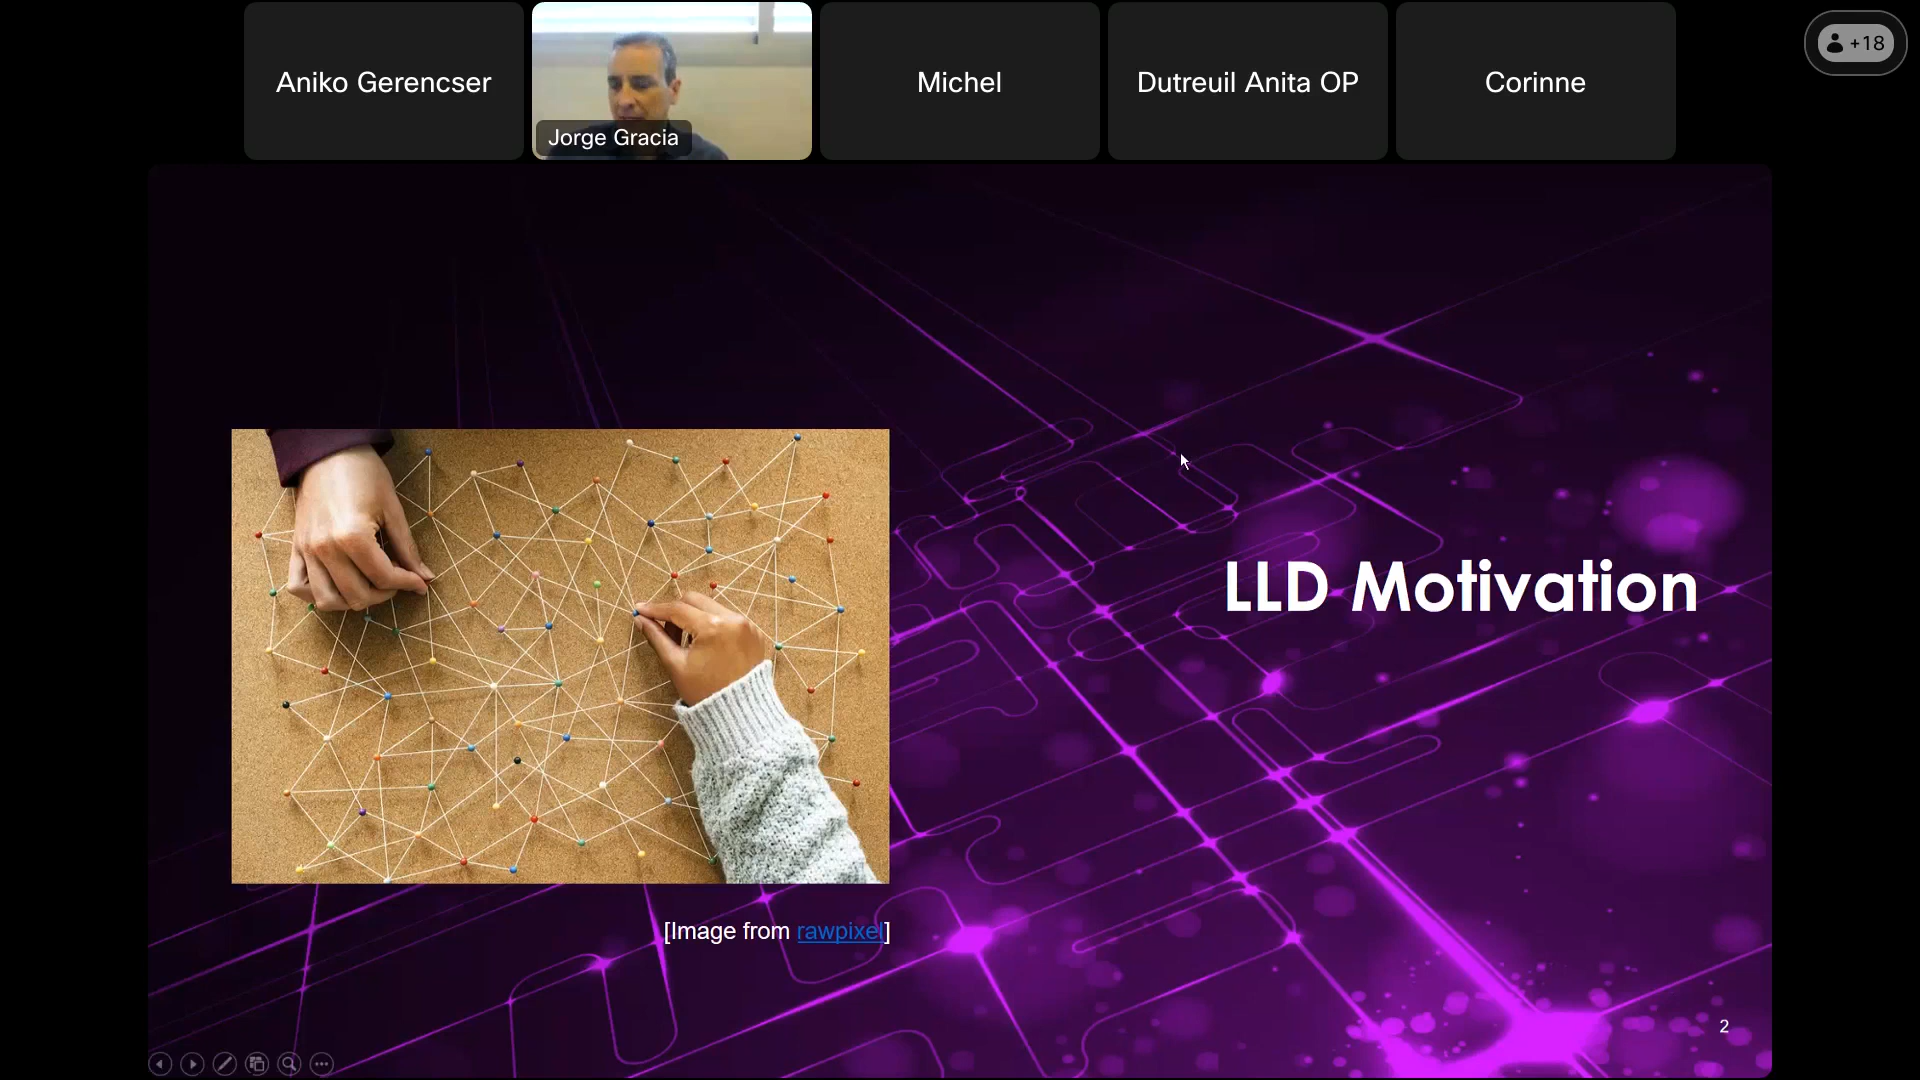 Aniko Gerencser
Jorge Gracia
Michel
Dutreuil Anita OP
Corinne
+18
LLD Motivation
[Image from rawpixel]
2